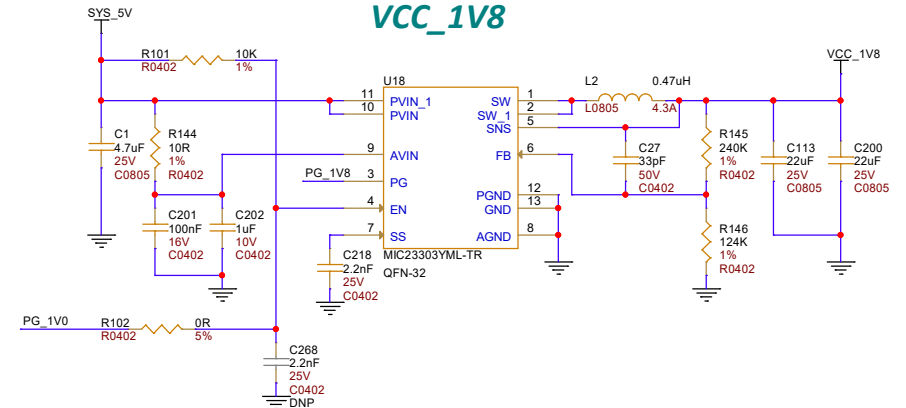 VCC_1V8
SYS_5V
R101
10K
R0402
1%
VCC_1V8
U18
L2
0.47uH
L0805
4.3A
11
PVIN_1
10
PVIN
SW
1
SW_1
2
SNS
5
C1
4.7uF
25V
C0805
R144
10R
1%
R0402
9
AVIN
FB
6
C27
33pF
50V
C0402
R145
240K
1%
R0402
C113
22uF
25V
C0805
C200
22uF
25V
C0805
PG_1V8
3
PG
4
EN
PGND
12
GND
13
7
SS
AGND
8
C201
100nF
16V
C0402
C202
1uF
10V
C0402
R146
124K
1%
R0402
MIC23303YML-TR
QFN-32
C218
2.2nF
25V
C0402
PG_1V0
R102
0R
R0402
5%
C268
2.2nF
25V
C0402
DNP